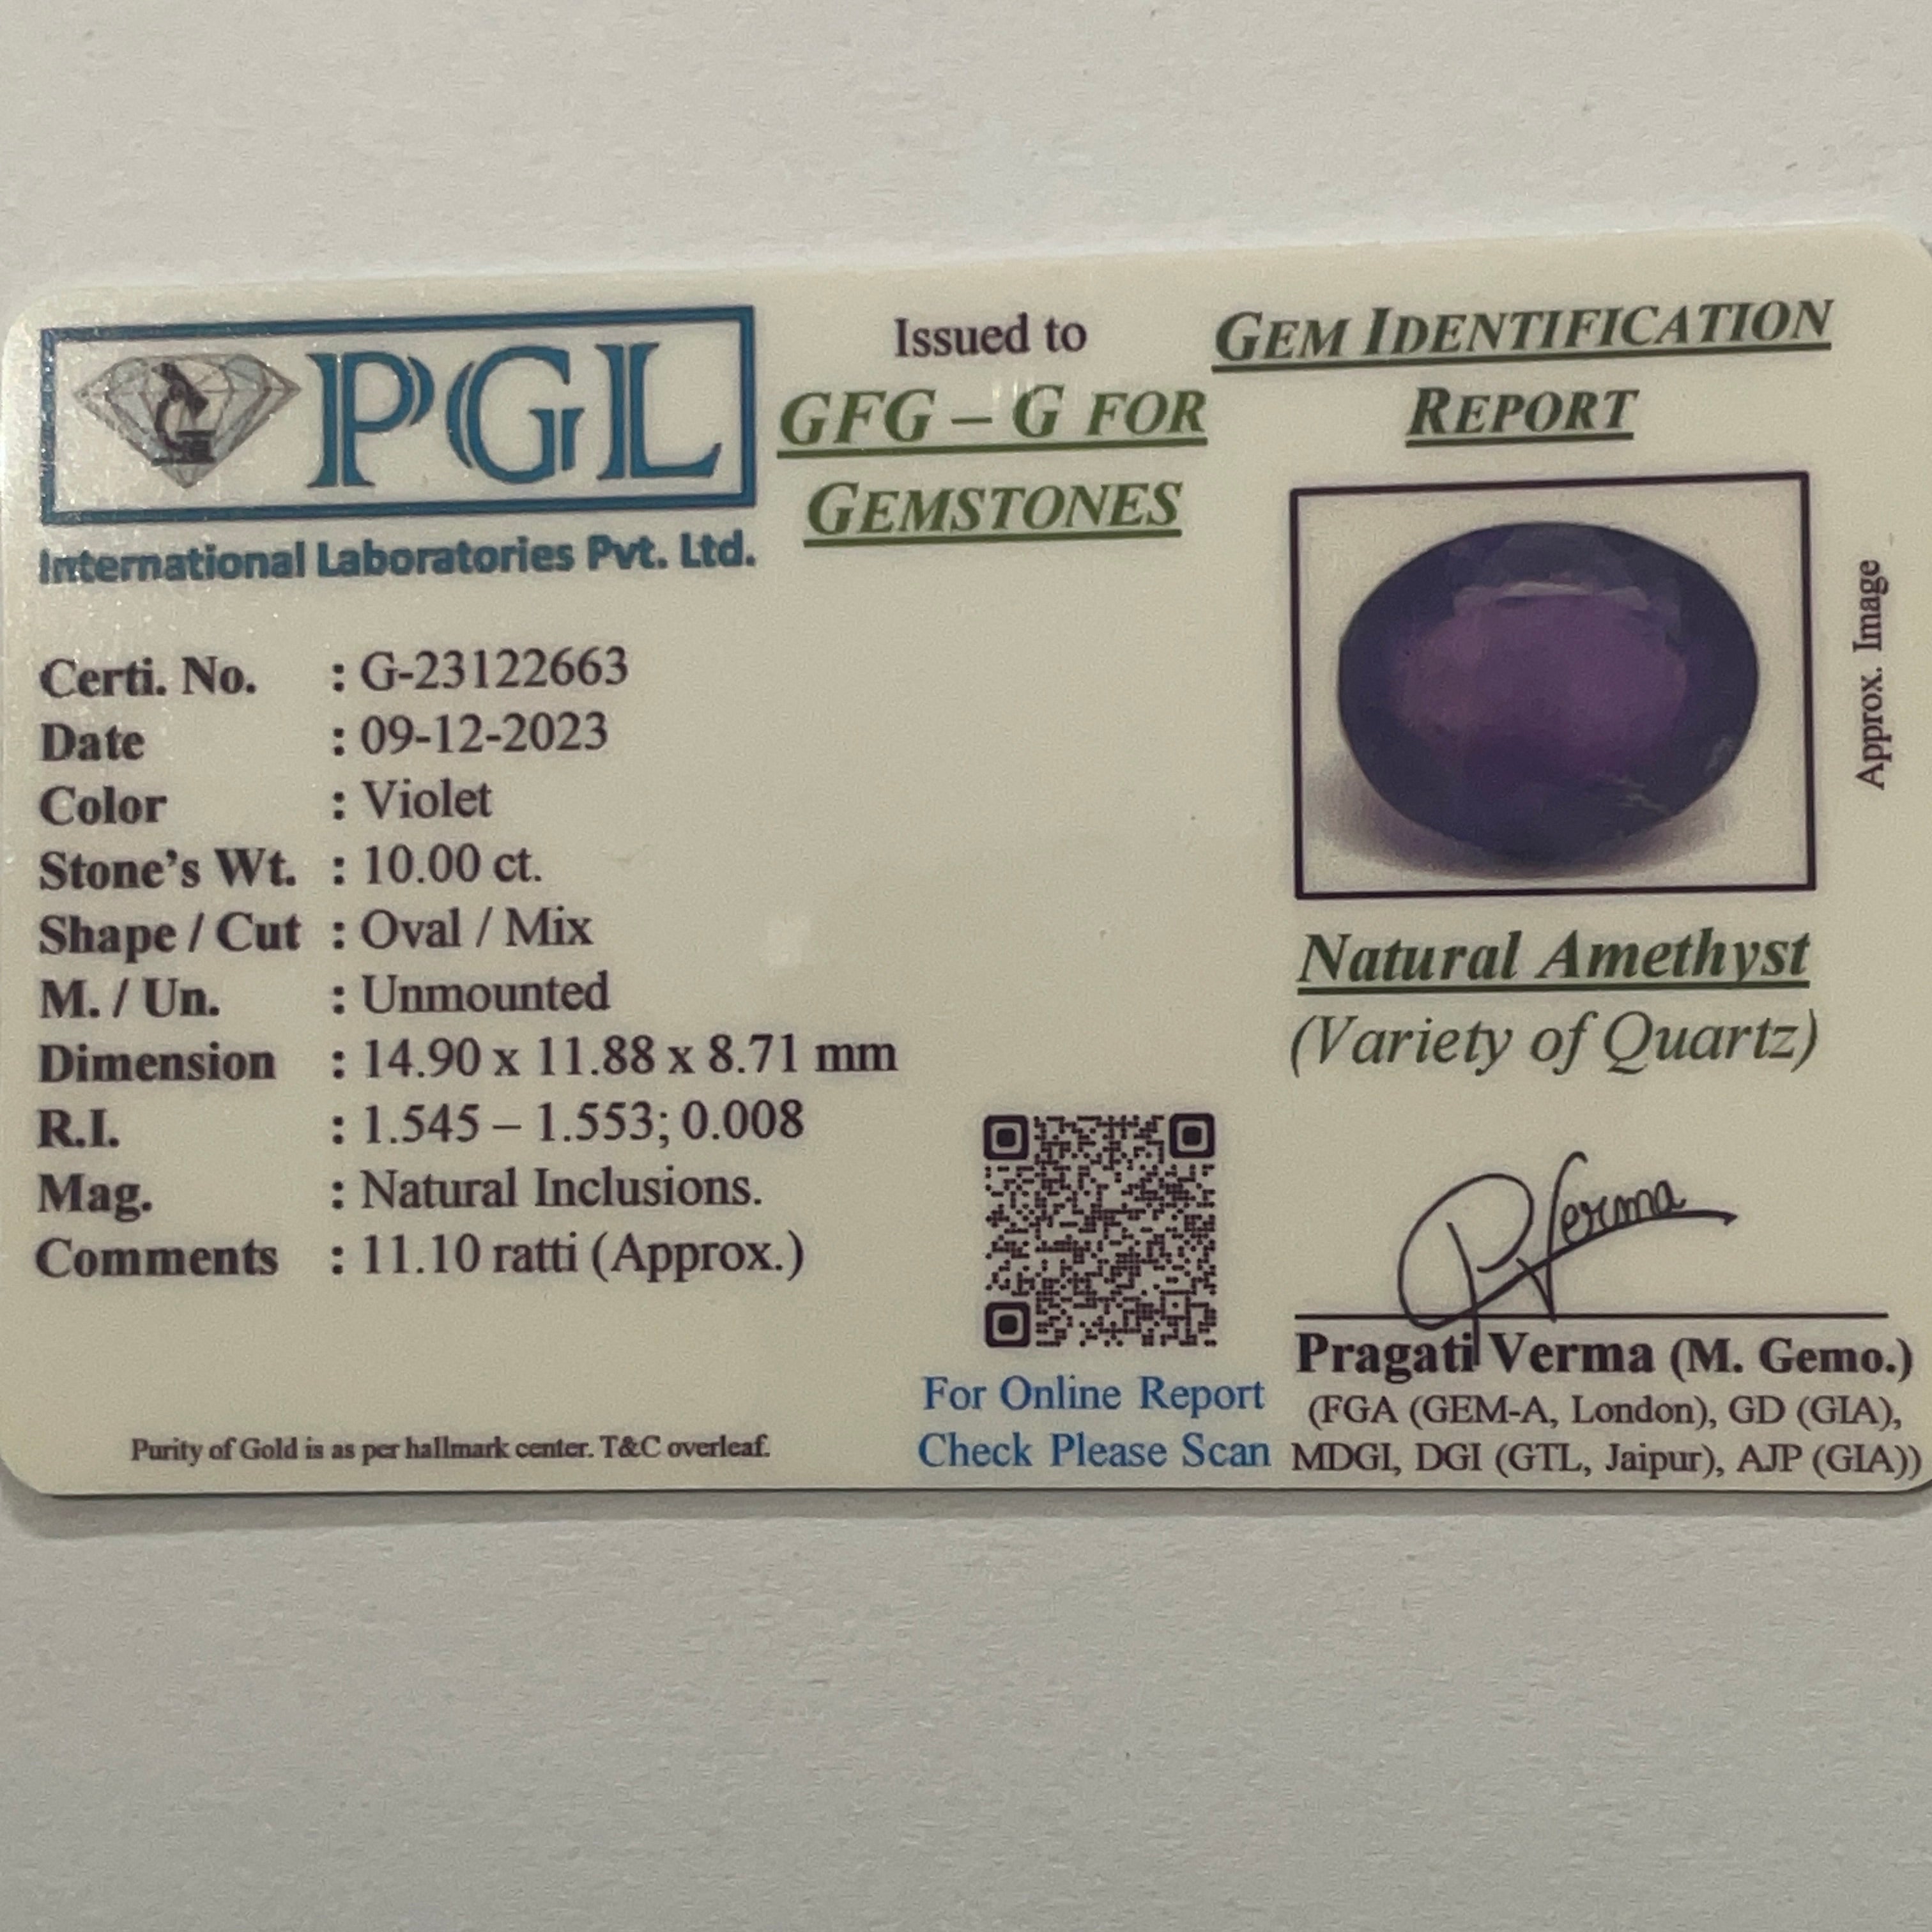 PGL
International Laboratories Pvt. Ltd.
Issued to
GFG – G FOR
GEMSTONES
GEM IDENTIFICATION
REPORT
Certi. No. : G-23122663
Date : 09-12-2023
Color : Violet
Stone's Wt. : 10.00 ct.
Shape / Cut : Oval / Mix
M. / Un. : Unmounted
Dimension : 14.90 x 11.88 x 8.71 mm
R.I. : 1.545 – 1.553; 0.008
Mag. : Natural Inclusions.
Comments : 11.10 ratti (Approx.)
Purity of Gold is as per hallmark center. T&C overleaf.
For Online Report
Check Please Scan
Approx. Image
Natural Amethyst
(Variety of Quartz)
PVerma
Pragati Verma (M. Gemo.)
(FGA (GEM-A, London), GD (GIA),
MDGI, DGI (GTL, Jaipur), AJP (GIA))